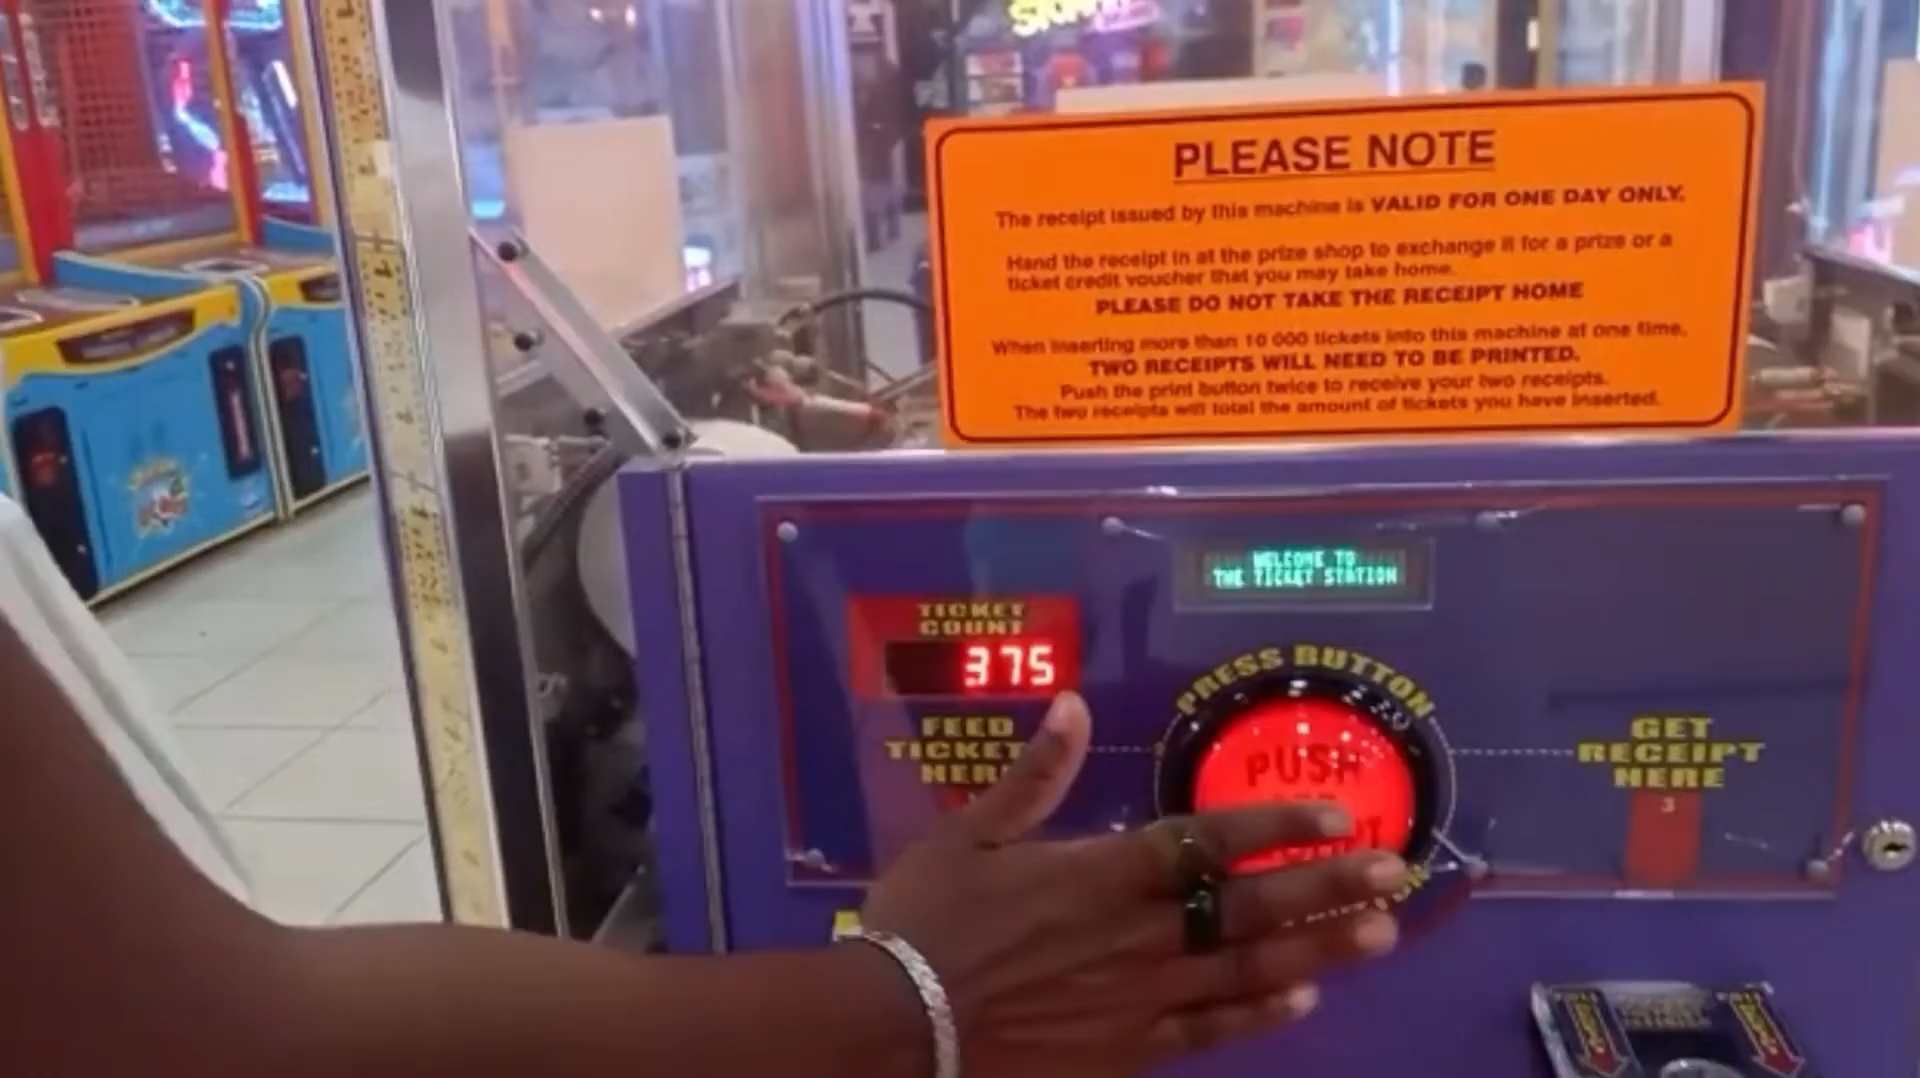 PLEASE NOTE
The receipt issued by this machine is VALID FOR ONE DAY ONLY.
Hand the receipt in at the prize shop to exchange it for a prize or a
ticket credit voucher that you may take home.
PLEASE DO NOT TAKE THE RECEIPT HOME
When inserting more than 10 000 tickets into this machine at one time,
TWO RECEIPTS WILL NEED TO BE PRINTED.
Push the print button twice to receive your two receipts.
The two receipts will total the amount of tickets you have inserted.
WELCOME TO
THE TICKET STATION
TICKET
COUNT
375
FEED
TICKET
HERE
PRESS BUTTON
PUSH
GET
RECEIPT
HERE
3